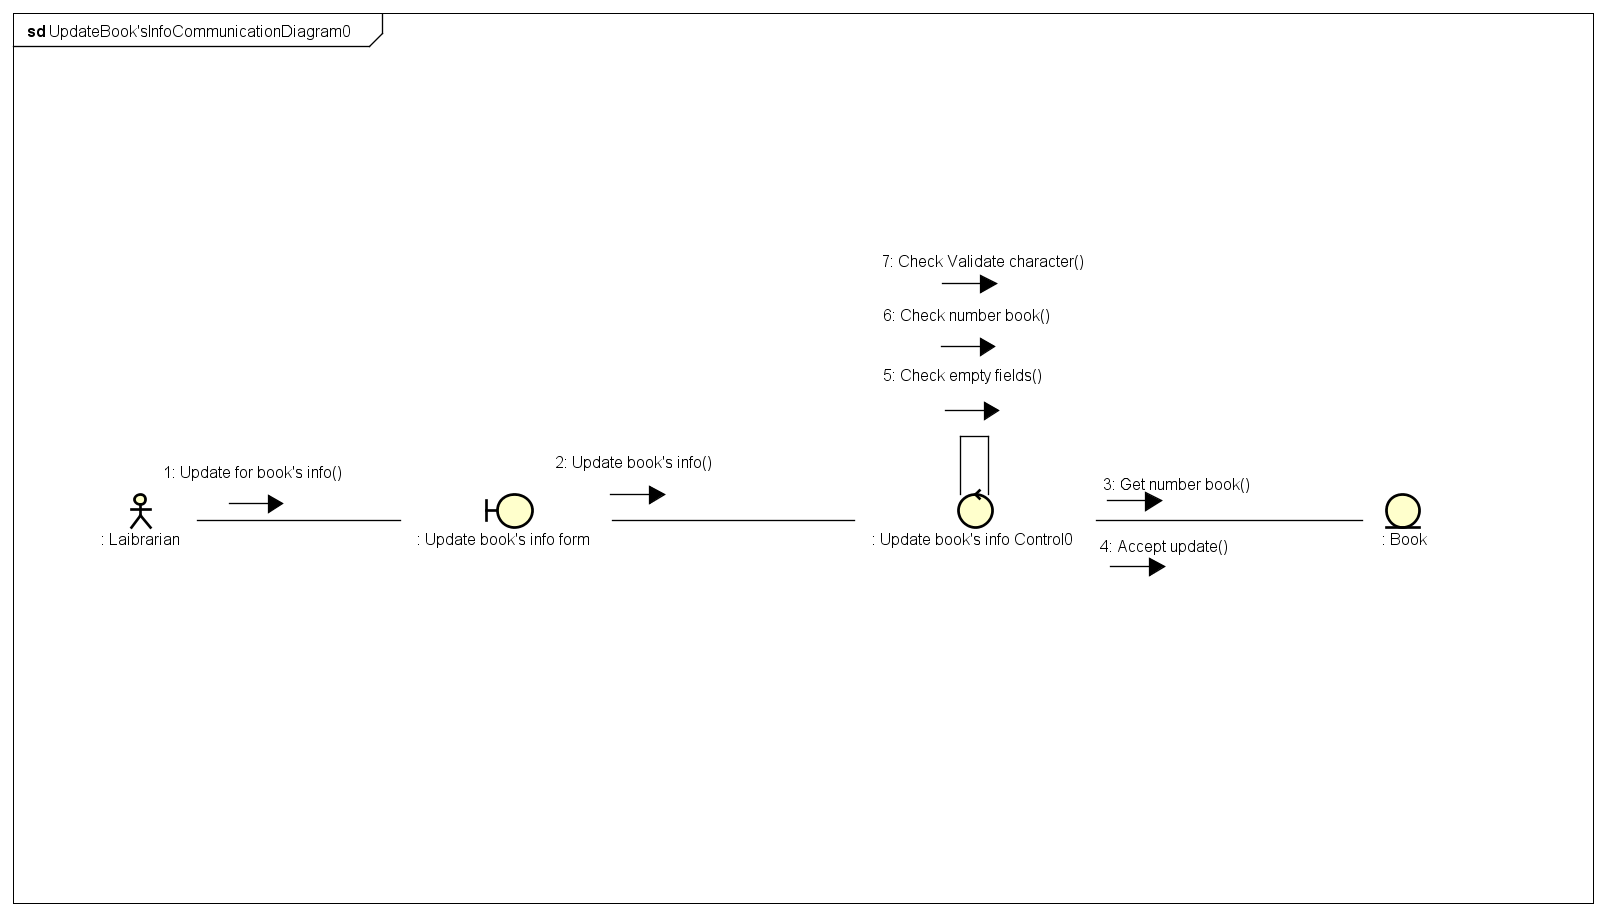 sd UpdateBook'sInfoCommunicationDiagram0
7: Check Validate character()
6: Check number book()
5: Check empty fields()
1: Update for book's info()
2: Update book's info()
3: Get number book()
: Laibrarian
: Update book's info form
: Update book's info Control0
4: Accept update()
: Book